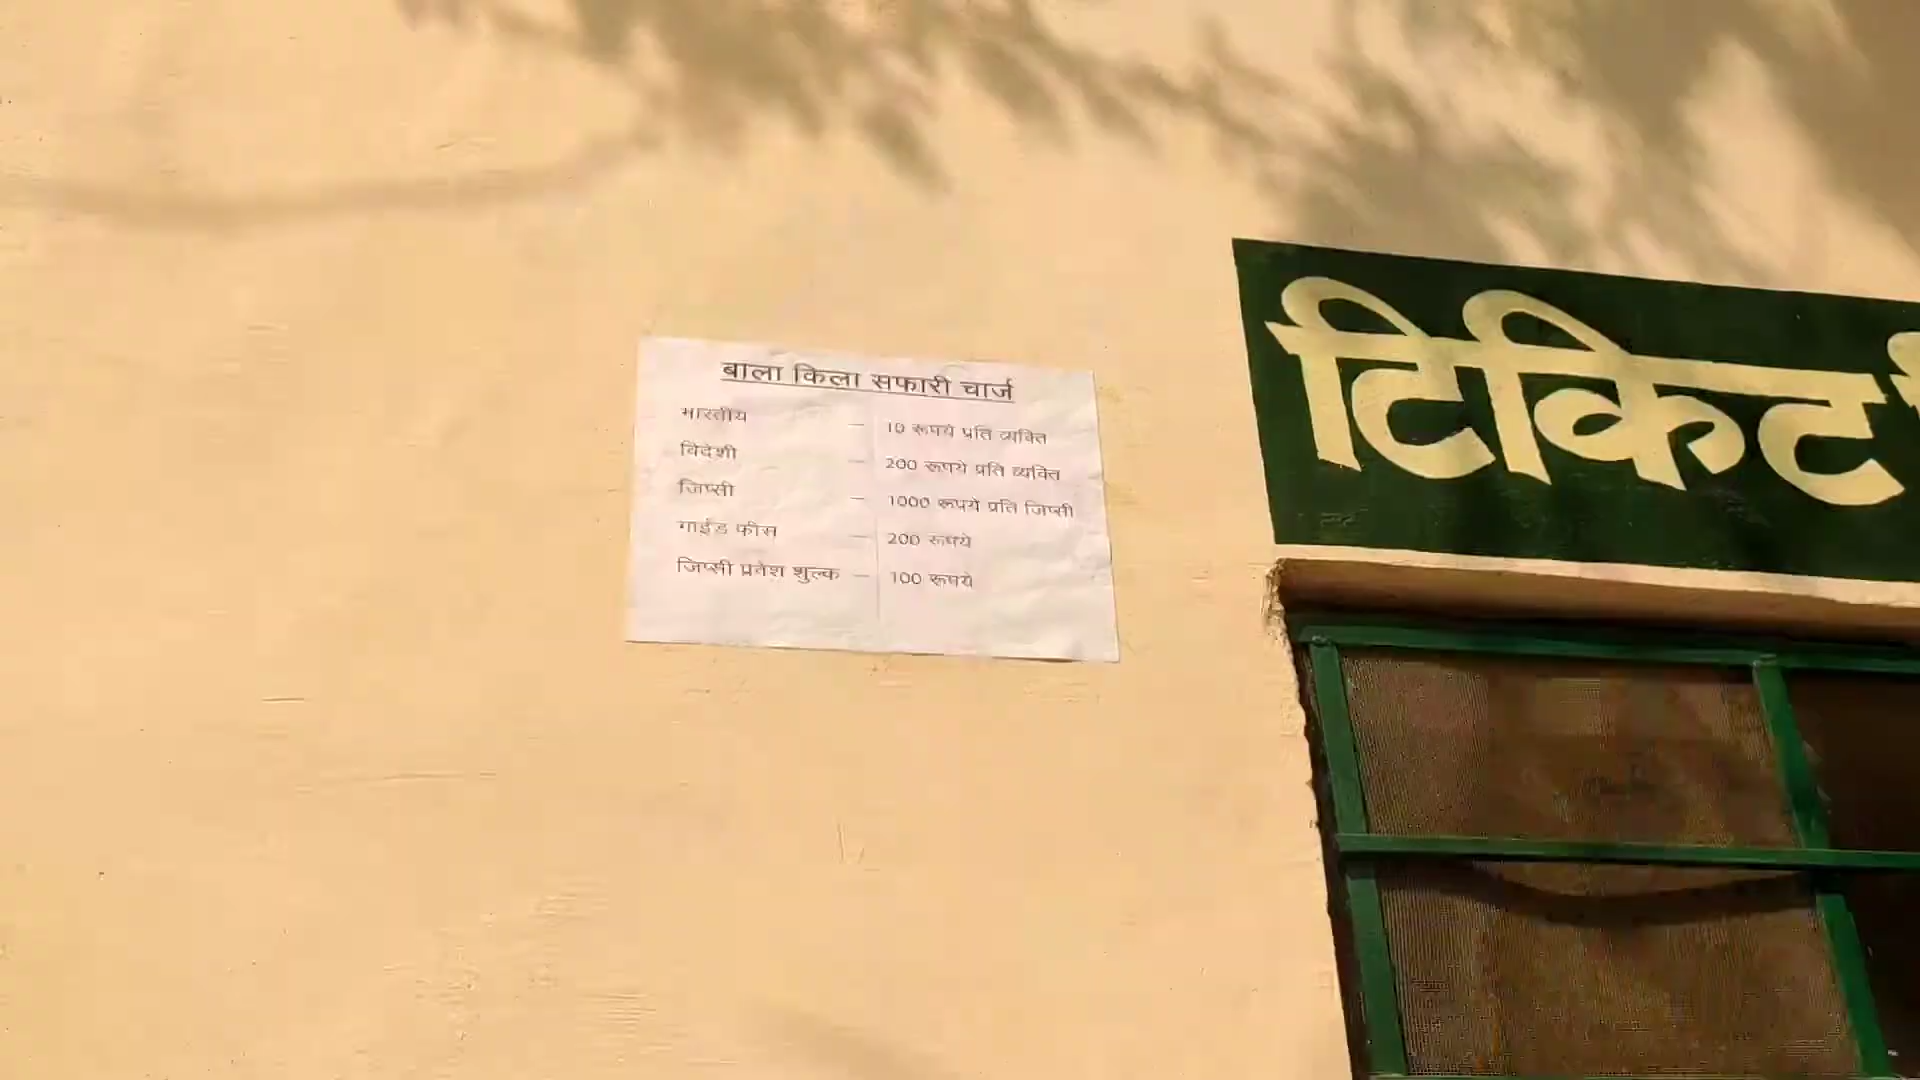 बाला किला सफारी चार्ज
भारतीय – 10 रूपये प्रति व्यक्ति
विदेशी – 200 रूपये प्रति व्यक्ति
जिप्सी – 1000 रूपये प्रति जिप्सी
गाईड फीस – 200 रूपये
जिप्सी प्रवेश शुल्क – 100 रूपये
टिकिट